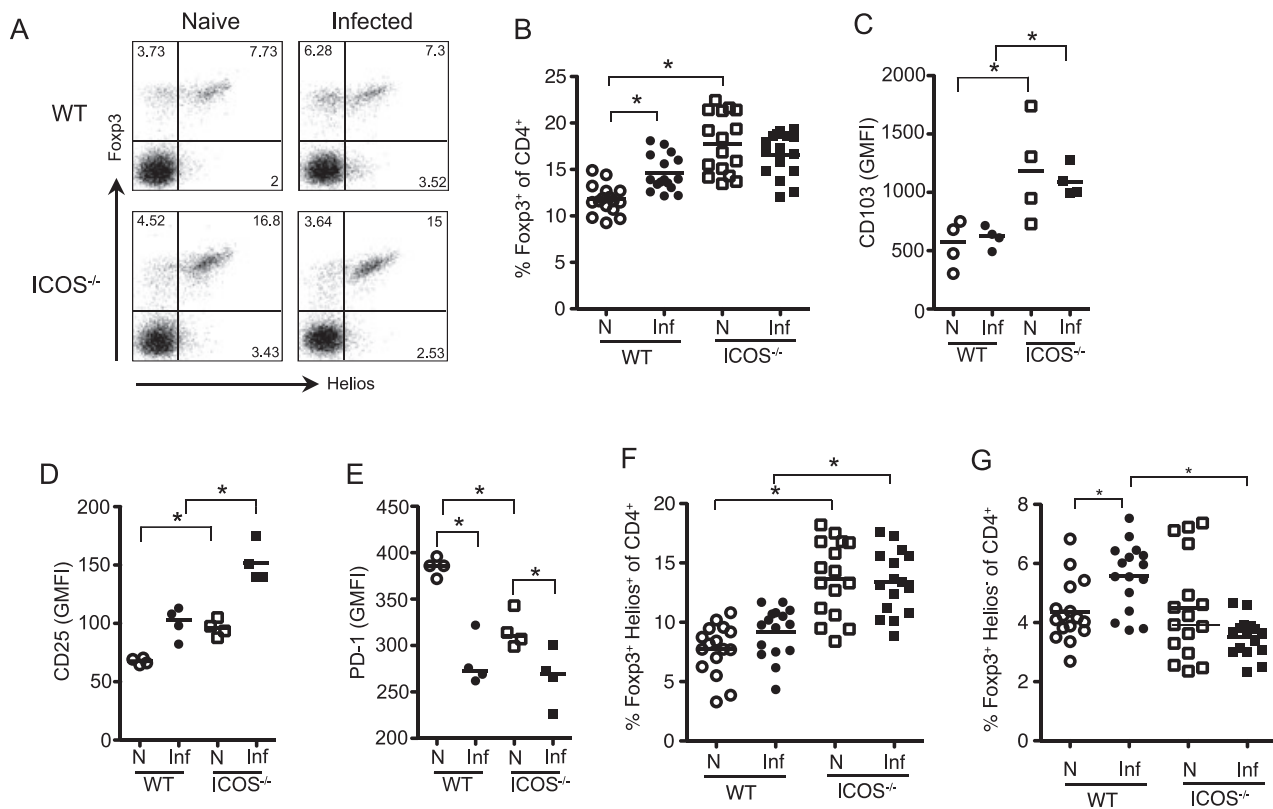 A
Naive
Infected
WT
ICOS-/-
Foxp3
Helios
3.73
7.73
2
6.28
7.3
3.52
4.52
16.8
3.43
3.64
15
2.53
B
% Foxp3+ of CD4+
25
20
15
10
5
0
*
*
N
Inf
N
Inf
WT
ICOS-/-
C
CD103 (GMFI)
2000
1500
1000
500
0
*
*
N
Inf
N
Inf
WT
ICOS-/-
D
CD25 (GMFI)
200
150
100
50
0
*
*
N
Inf
N
Inf
WT
ICOS-/-
E
PD-1 (GMFI)
450
400
350
300
250
200
*
*
*
N
Inf
N
Inf
WT
ICOS-/-
F
% Foxp3+ Helios+ of CD4+
20
15
10
5
0
*
*
N
Inf
N
Inf
WT
ICOS-/-
G
% Foxp3+ Helios- of CD4+
8
6
4
2
0
*
*
N
Inf
N
Inf
WT
ICOS-/-